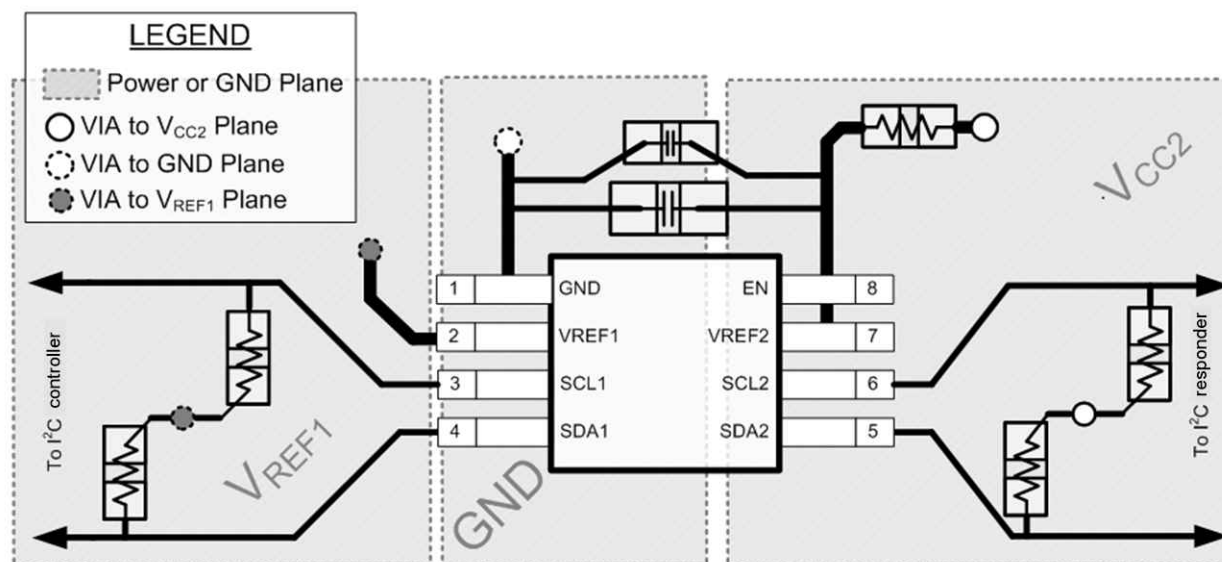 LEGEND
Power or GND Plane
VIA to VCC2 Plane
VIA to GND Plane
VIA to VREF1 Plane
VCC2
1 GND EN 8
2 VREF1 VREF2 7
3 SCL1 SCL2 6
4 SDA1 SDA2 5
To I²C controller
To I²C responder
VREF1
GND